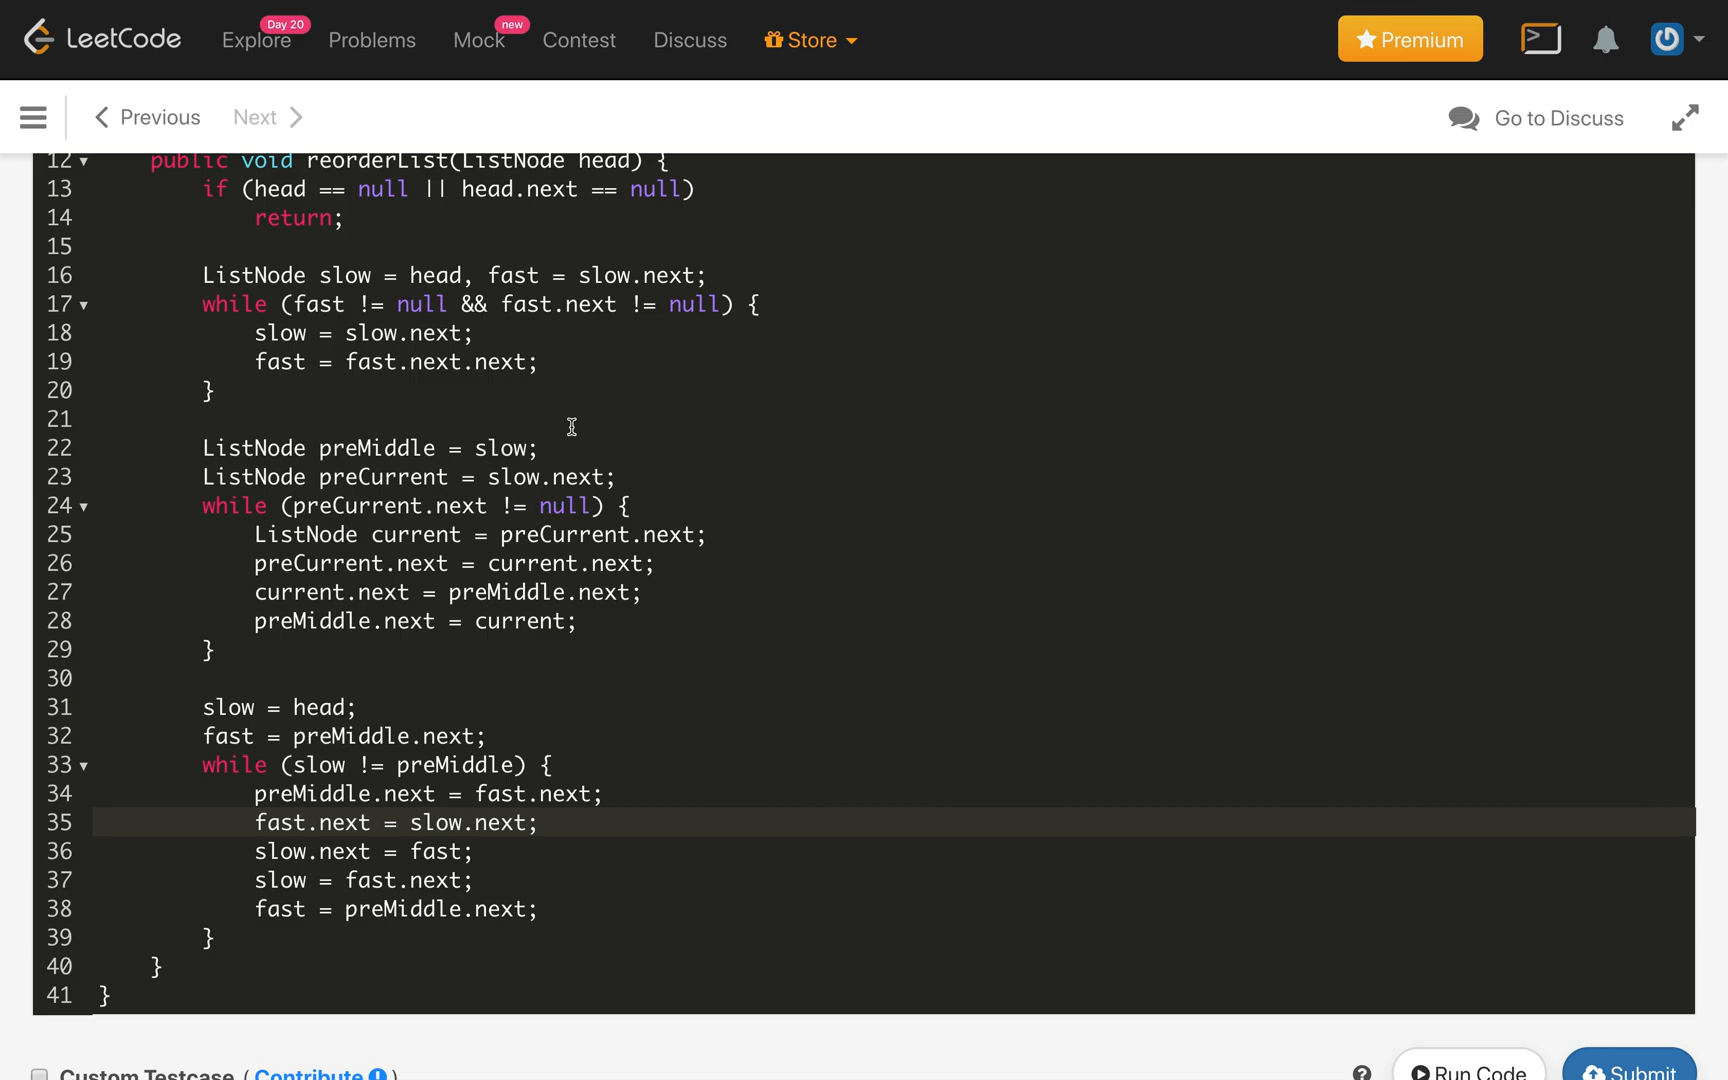 LeetCode Explore Day 20 Problems Mock new Contest Discuss Store Premium
Previous Next Go to Discuss
12 public void reorderList(ListNode head) {
13 if (head == null || head.next == null)
14 return;
15
16 ListNode slow = head, fast = slow.next;
17 while (fast != null && fast.next != null) {
18 slow = slow.next;
19 fast = fast.next.next;
20 }
21
22 ListNode preMiddle = slow;
23 ListNode preCurrent = slow.next;
24 while (preCurrent.next != null) {
25 ListNode current = preCurrent.next;
26 preCurrent.next = current.next;
27 current.next = preMiddle.next;
28 preMiddle.next = current;
29 }
30
31 slow = head;
32 fast = preMiddle.next;
33 while (slow != preMiddle) {
34 preMiddle.next = fast.next;
35 fast.next = slow.next;
36 slow.next = fast;
37 slow = fast.next;
38 fast = preMiddle.next;
39 }
40 }
41 }
Custom Testcase ( Contribute ) Run Code Submit